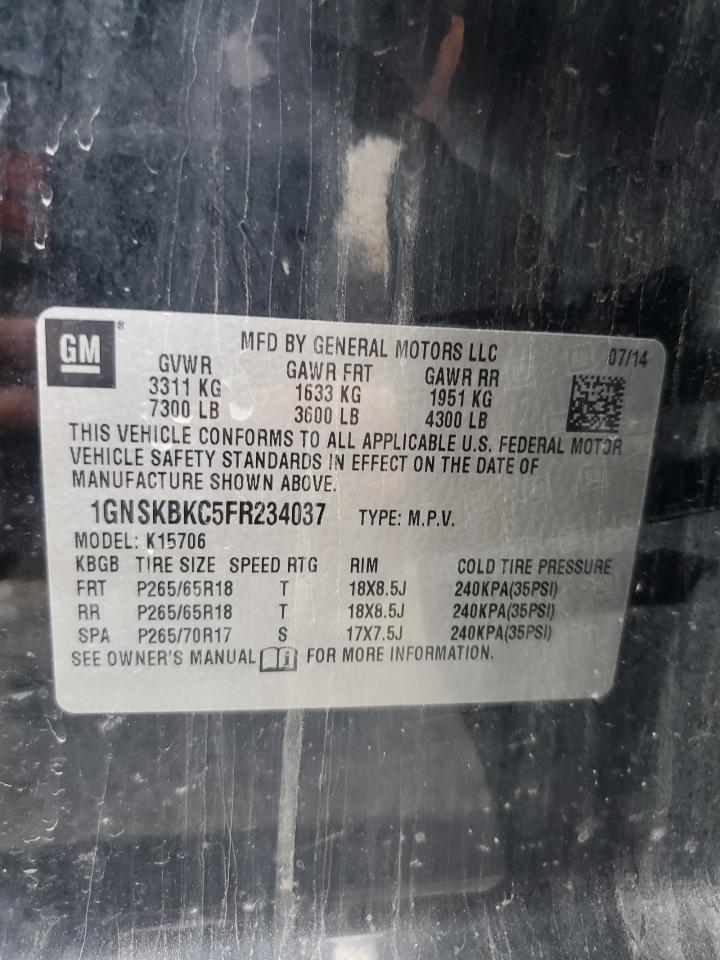 GM®
MFD BY GENERAL MOTORS LLC 07/14
GVWR GAWR FRT GAWR RR
3311 KG 1633 KG 1951 KG
7300 LB 3600 LB 4300 LB
THIS VEHICLE CONFORMS TO ALL APPLICABLE U.S. FEDERAL MOTOR
VEHICLE SAFETY STANDARDS IN EFFECT ON THE DATE OF
MANUFACTURE SHOWN ABOVE.
1GNSKBKC5FR234037 TYPE: M.P.V.
MODEL: K15706
KBGB TIRE SIZE SPEED RTG RIM COLD TIRE PRESSURE
FRT P265/65R18 T 18X8.5J 240KPA(35PSI)
RR P265/65R18 T 18X8.5J 240KPA(35PSI)
SPA P265/70R17 S 17X7.5J 240KPA(35PSI)
SEE OWNER'S MANUAL FOR MORE INFORMATION.